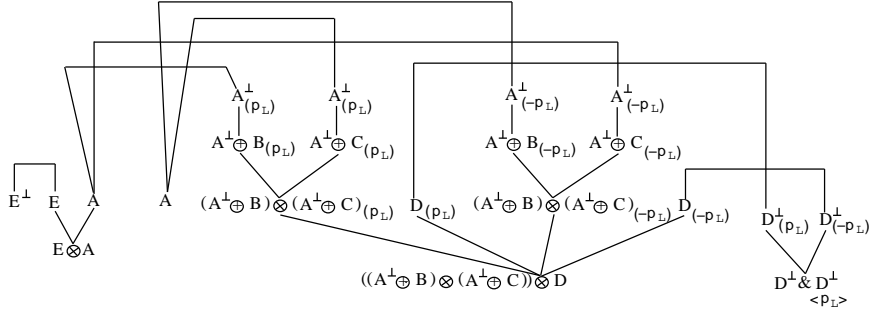 A⊥(pL) A⊥(pL) A⊥(¬pL) A⊥(¬pL)
A⊥⊕ B(pL) A⊥⊕ C(pL) A⊥⊕ B(¬pL) A⊥⊕ C(¬pL)
E⊥ E A A (A⊥⊕ B)⊗(A⊥⊕ C)(pL) D(pL) (A⊥⊕ B)⊗(A⊥⊕ C)(¬pL) D(¬pL) D⊥(pL) D⊥(¬pL)
E⊗A
((A⊥⊕ B)⊗(A⊥⊕ C))⊗ D D⊥& D⊥
<pL>